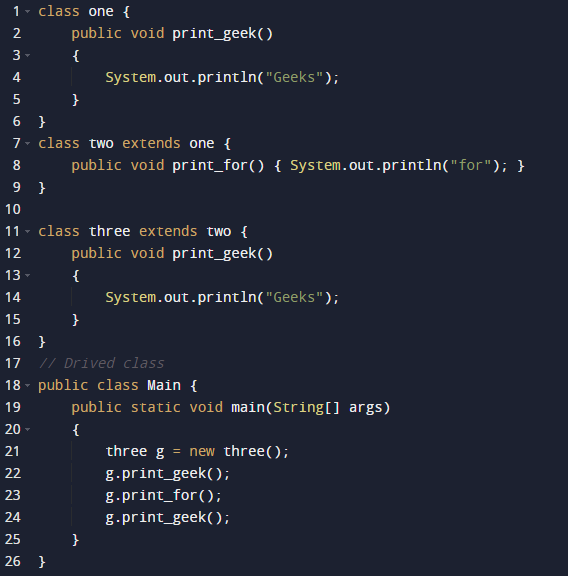 1 class one {
2     public void print_geek()
3     {
4         System.out.println("Geeks");
5     }
6 }
7 class two extends one {
8     public void print_for() { System.out.println("for"); }
9 }
10
11 class three extends two {
12     public void print_geek()
13     {
14         System.out.println("Geeks");
15     }
16 }
17 // Drived class
18 public class Main {
19     public static void main(String[] args)
20     {
21         three g = new three();
22         g.print_geek();
23         g.print_for();
24         g.print_geek();
25     }
26 }